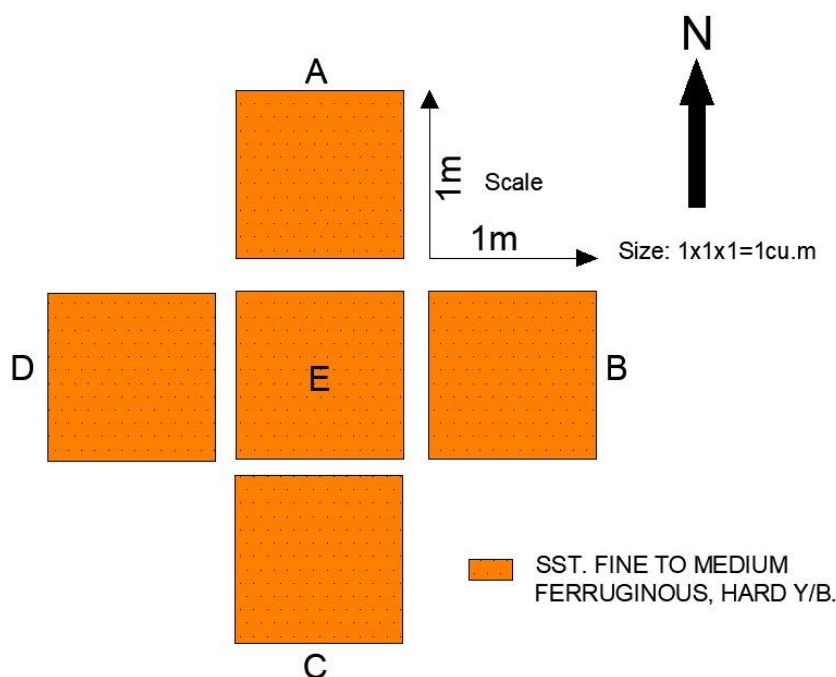 N
A
1m
Scale
1m
Size: 1x1x1=1cu.m
D
E
B
SST. FINE TO MEDIUM
FERRUGINOUS, HARD Y/B.
C